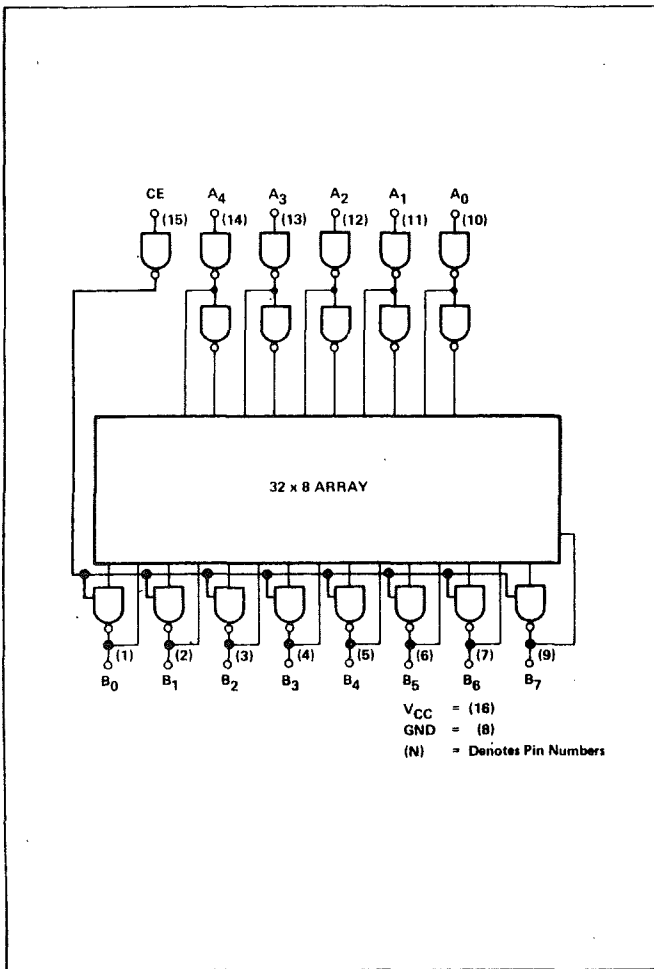 CE A4 A3 A2 A1 A0
(15) (14) (13) (12) (11) (10)
32 x 8 ARRAY
(1) (2) (3) (4) (5) (6) (7) (9)
B0 B1 B2 B3 B4 B5 B6 B7
VCC = (16)
GND = (8)
(N) = Denotes Pin Numbers